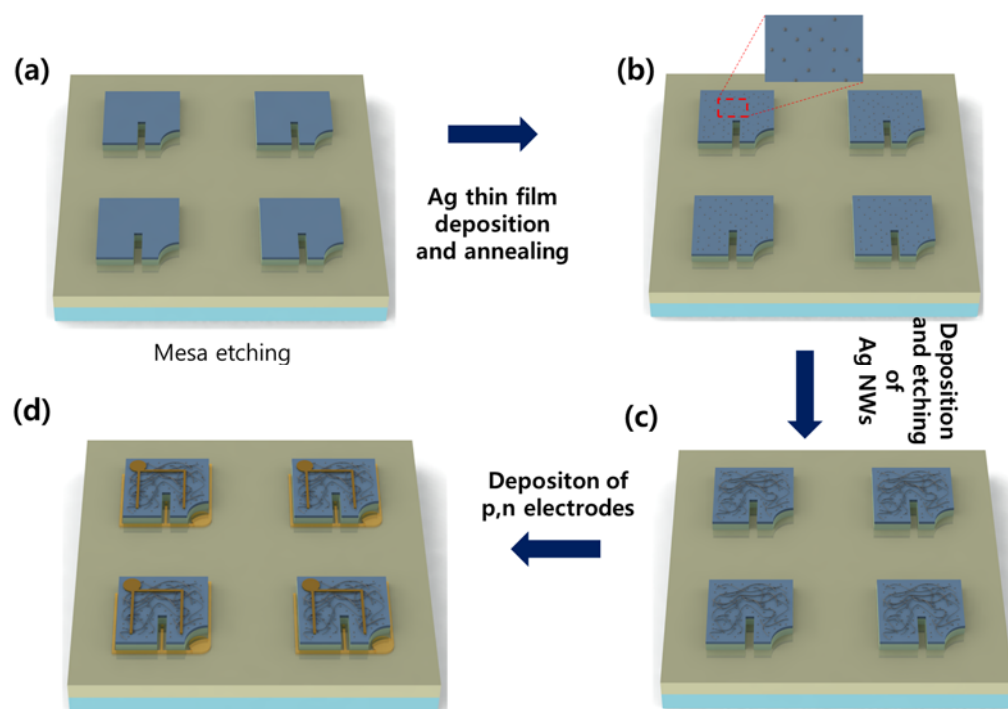 (a)
Ag thin film
deposition
and annealing
(b)
Mesa etching
Deposition
and etching
of
Ag NWs
(c)
Depositon of
p,n electrodes
(d)